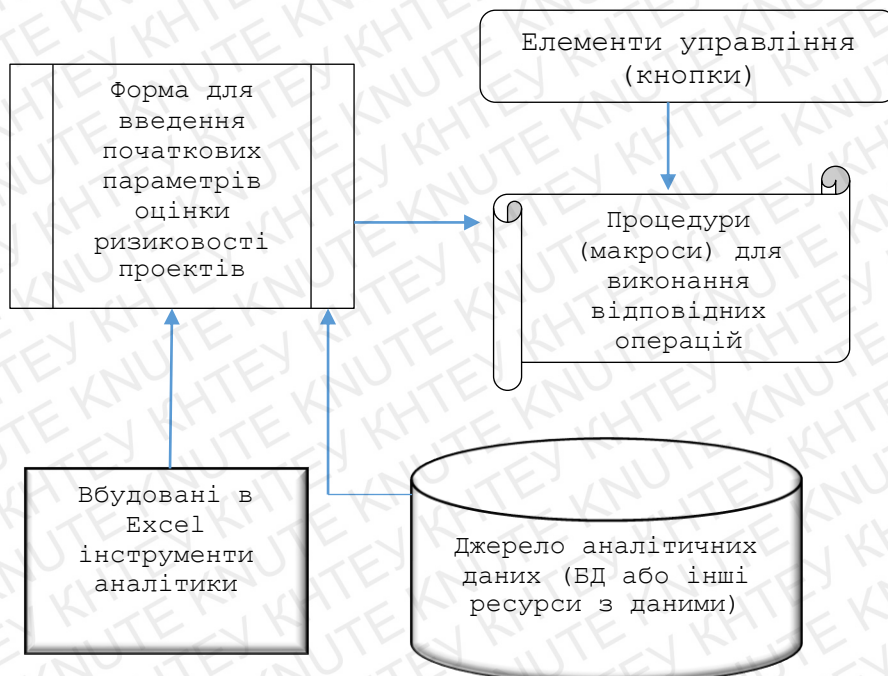 Елементи управління
(кнопки)
Форма для
введення
початкових
параметрів
оцінки
ризиковості
проектів
Процедури
(макроси) для
виконання
відповідних
операцій
Вбудовані в
Excel
інструменти
аналітики
Джерело аналітичних
даних (БД або інші
ресурси з даними)